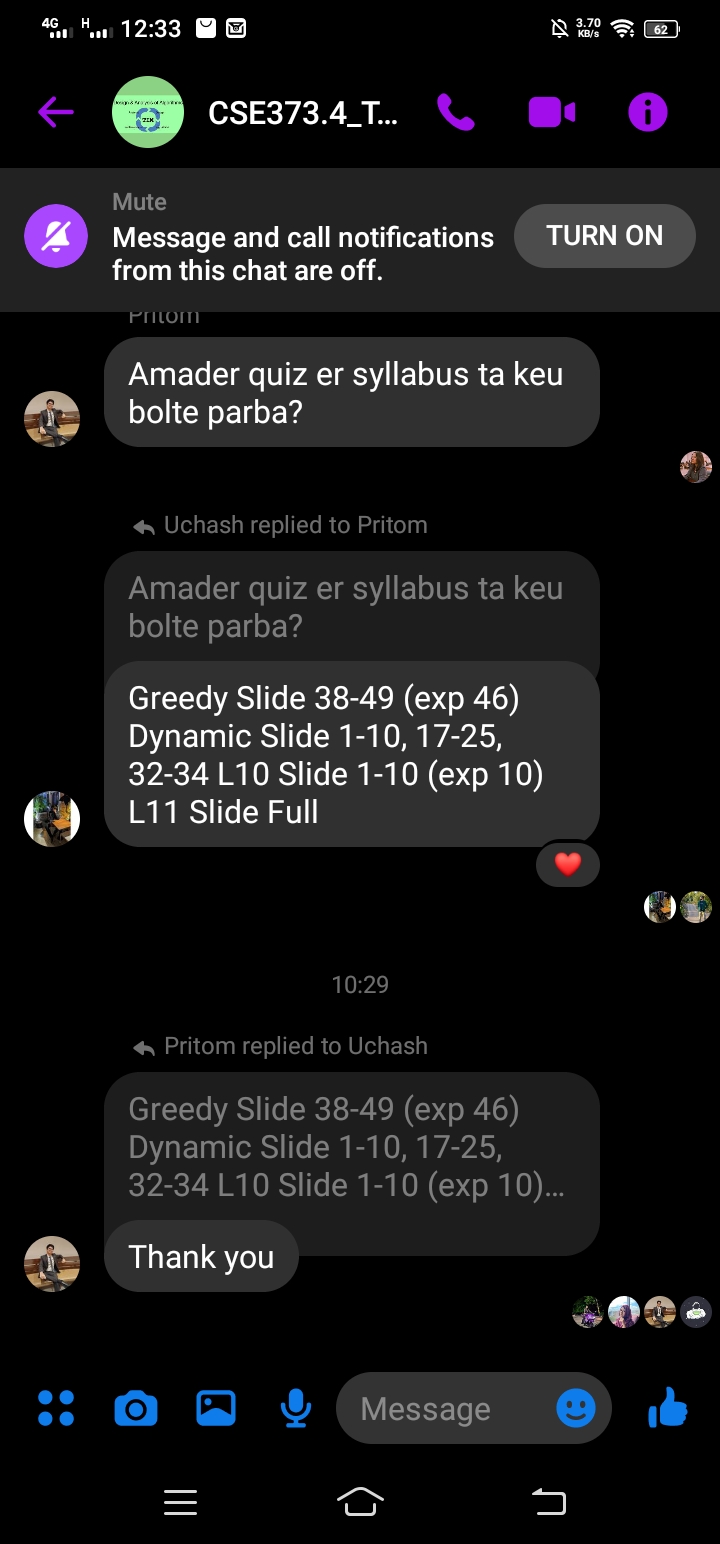 4G H 12:33 3.70 KB/s 62
Design & Analysis of Algorithms
CSE373.4_T...
Mute
Message and call notifications
from this chat are off.
TURN ON
Pritom
Amader quiz er syllabus ta keu
bolte parba?
Uchash replied to Pritom
Amader quiz er syllabus ta keu
bolte parba?
Greedy Slide 38-49 (exp 46)
Dynamic Slide 1-10, 17-25,
32-34 L10 Slide 1-10 (exp 10)
L11 Slide Full
10:29
Pritom replied to Uchash
Greedy Slide 38-49 (exp 46)
Dynamic Slide 1-10, 17-25,
32-34 L10 Slide 1-10 (exp 10)...
Thank you
Message